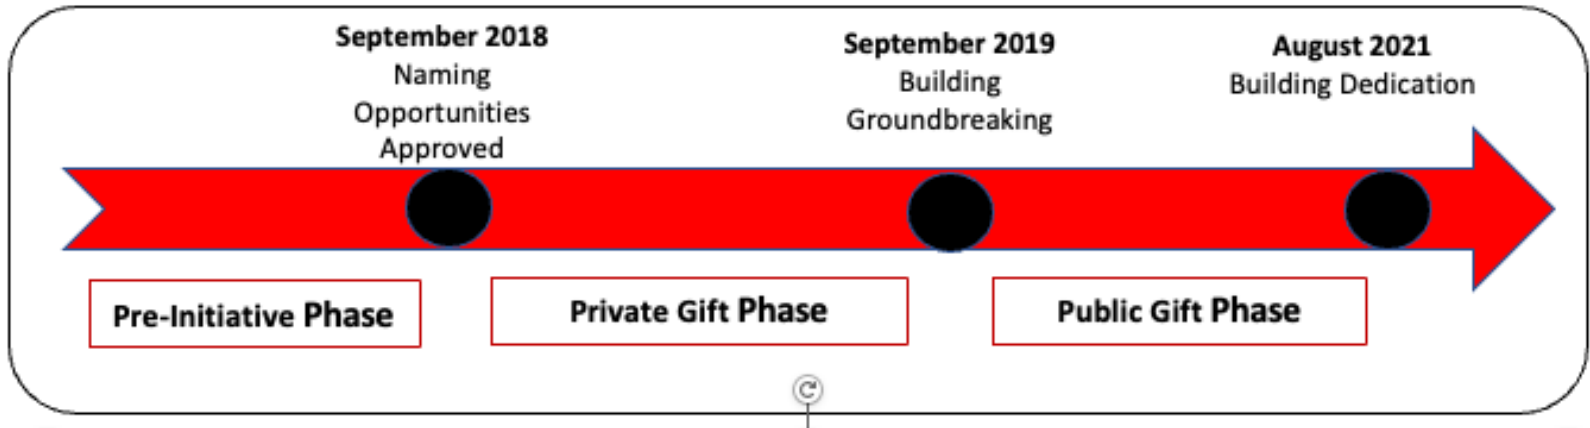 September 2018
Naming
Opportunities
Approved
September 2019
Building
Groundbreaking
August 2021
Building Dedication
Pre-Initiative Phase
Private Gift Phase
Public Gift Phase